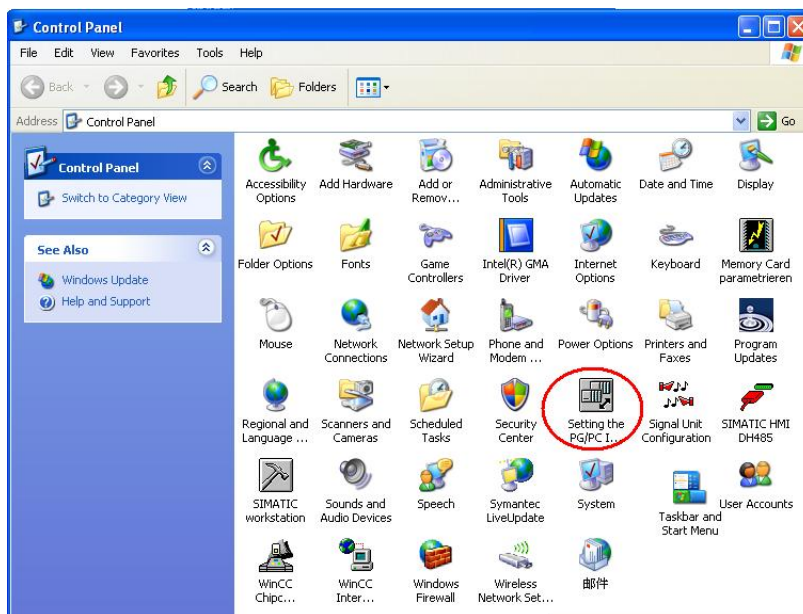 Control Panel
File Edit View Favorites Tools Help
Back Search Folders
Address Control Panel Go
Control Panel
Switch to Category View
See Also
Windows Update
Help and Support
Accessibility Options
Add Hardware
Add or Remov...
Administrative Tools
Automatic Updates
Date and Time
Display
Folder Options
Fonts
Game Controllers
Intel(R) GMA Driver
Internet Options
Keyboard
Memory Card parametrieren
Mouse
Network Connections
Network Setup Wizard
Phone and Modem ...
Power Options
Printers and Faxes
Program Updates
Regional and Language ...
Scanners and Cameras
Scheduled Tasks
Security Center
Setting the PG/PC I...
Signal Unit Configuration
SIMATIC HMI DH485
SIMATIC workstation
Sounds and Audio Devices
Speech
Symantec LiveUpdate
System
Taskbar and Start Menu
User Accounts
WinCC Chipc...
WinCC Inter...
Windows Firewall
Wireless Network Set...
邮件